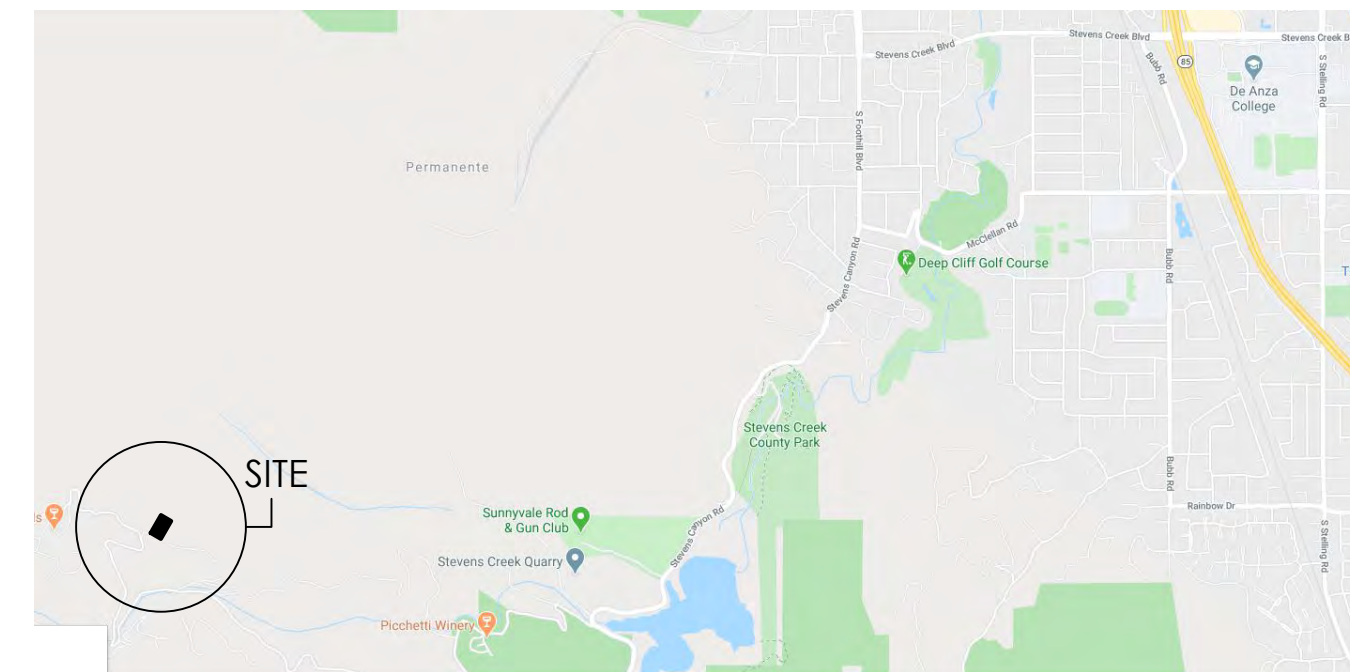 Stevens Creek Blvd
Stevens Creek B
Stevens Creek Blvd
Bubb Rd
85
S Stelling Rd
De Anza
College
S Foothill Blvd
Permanente
McClellan Rd
Stevens Canyon Rd
Deep Cliff Golf Course
Bubb Rd
T
Stevens Creek
County Park
SITE
Bubb Rd
s
Sunnyvale Rod
& Gun Club
Rainbow Dr
Stevens Canyon Rd
S Stelling Rd
Stevens Creek Quarry
Picchetti Winery